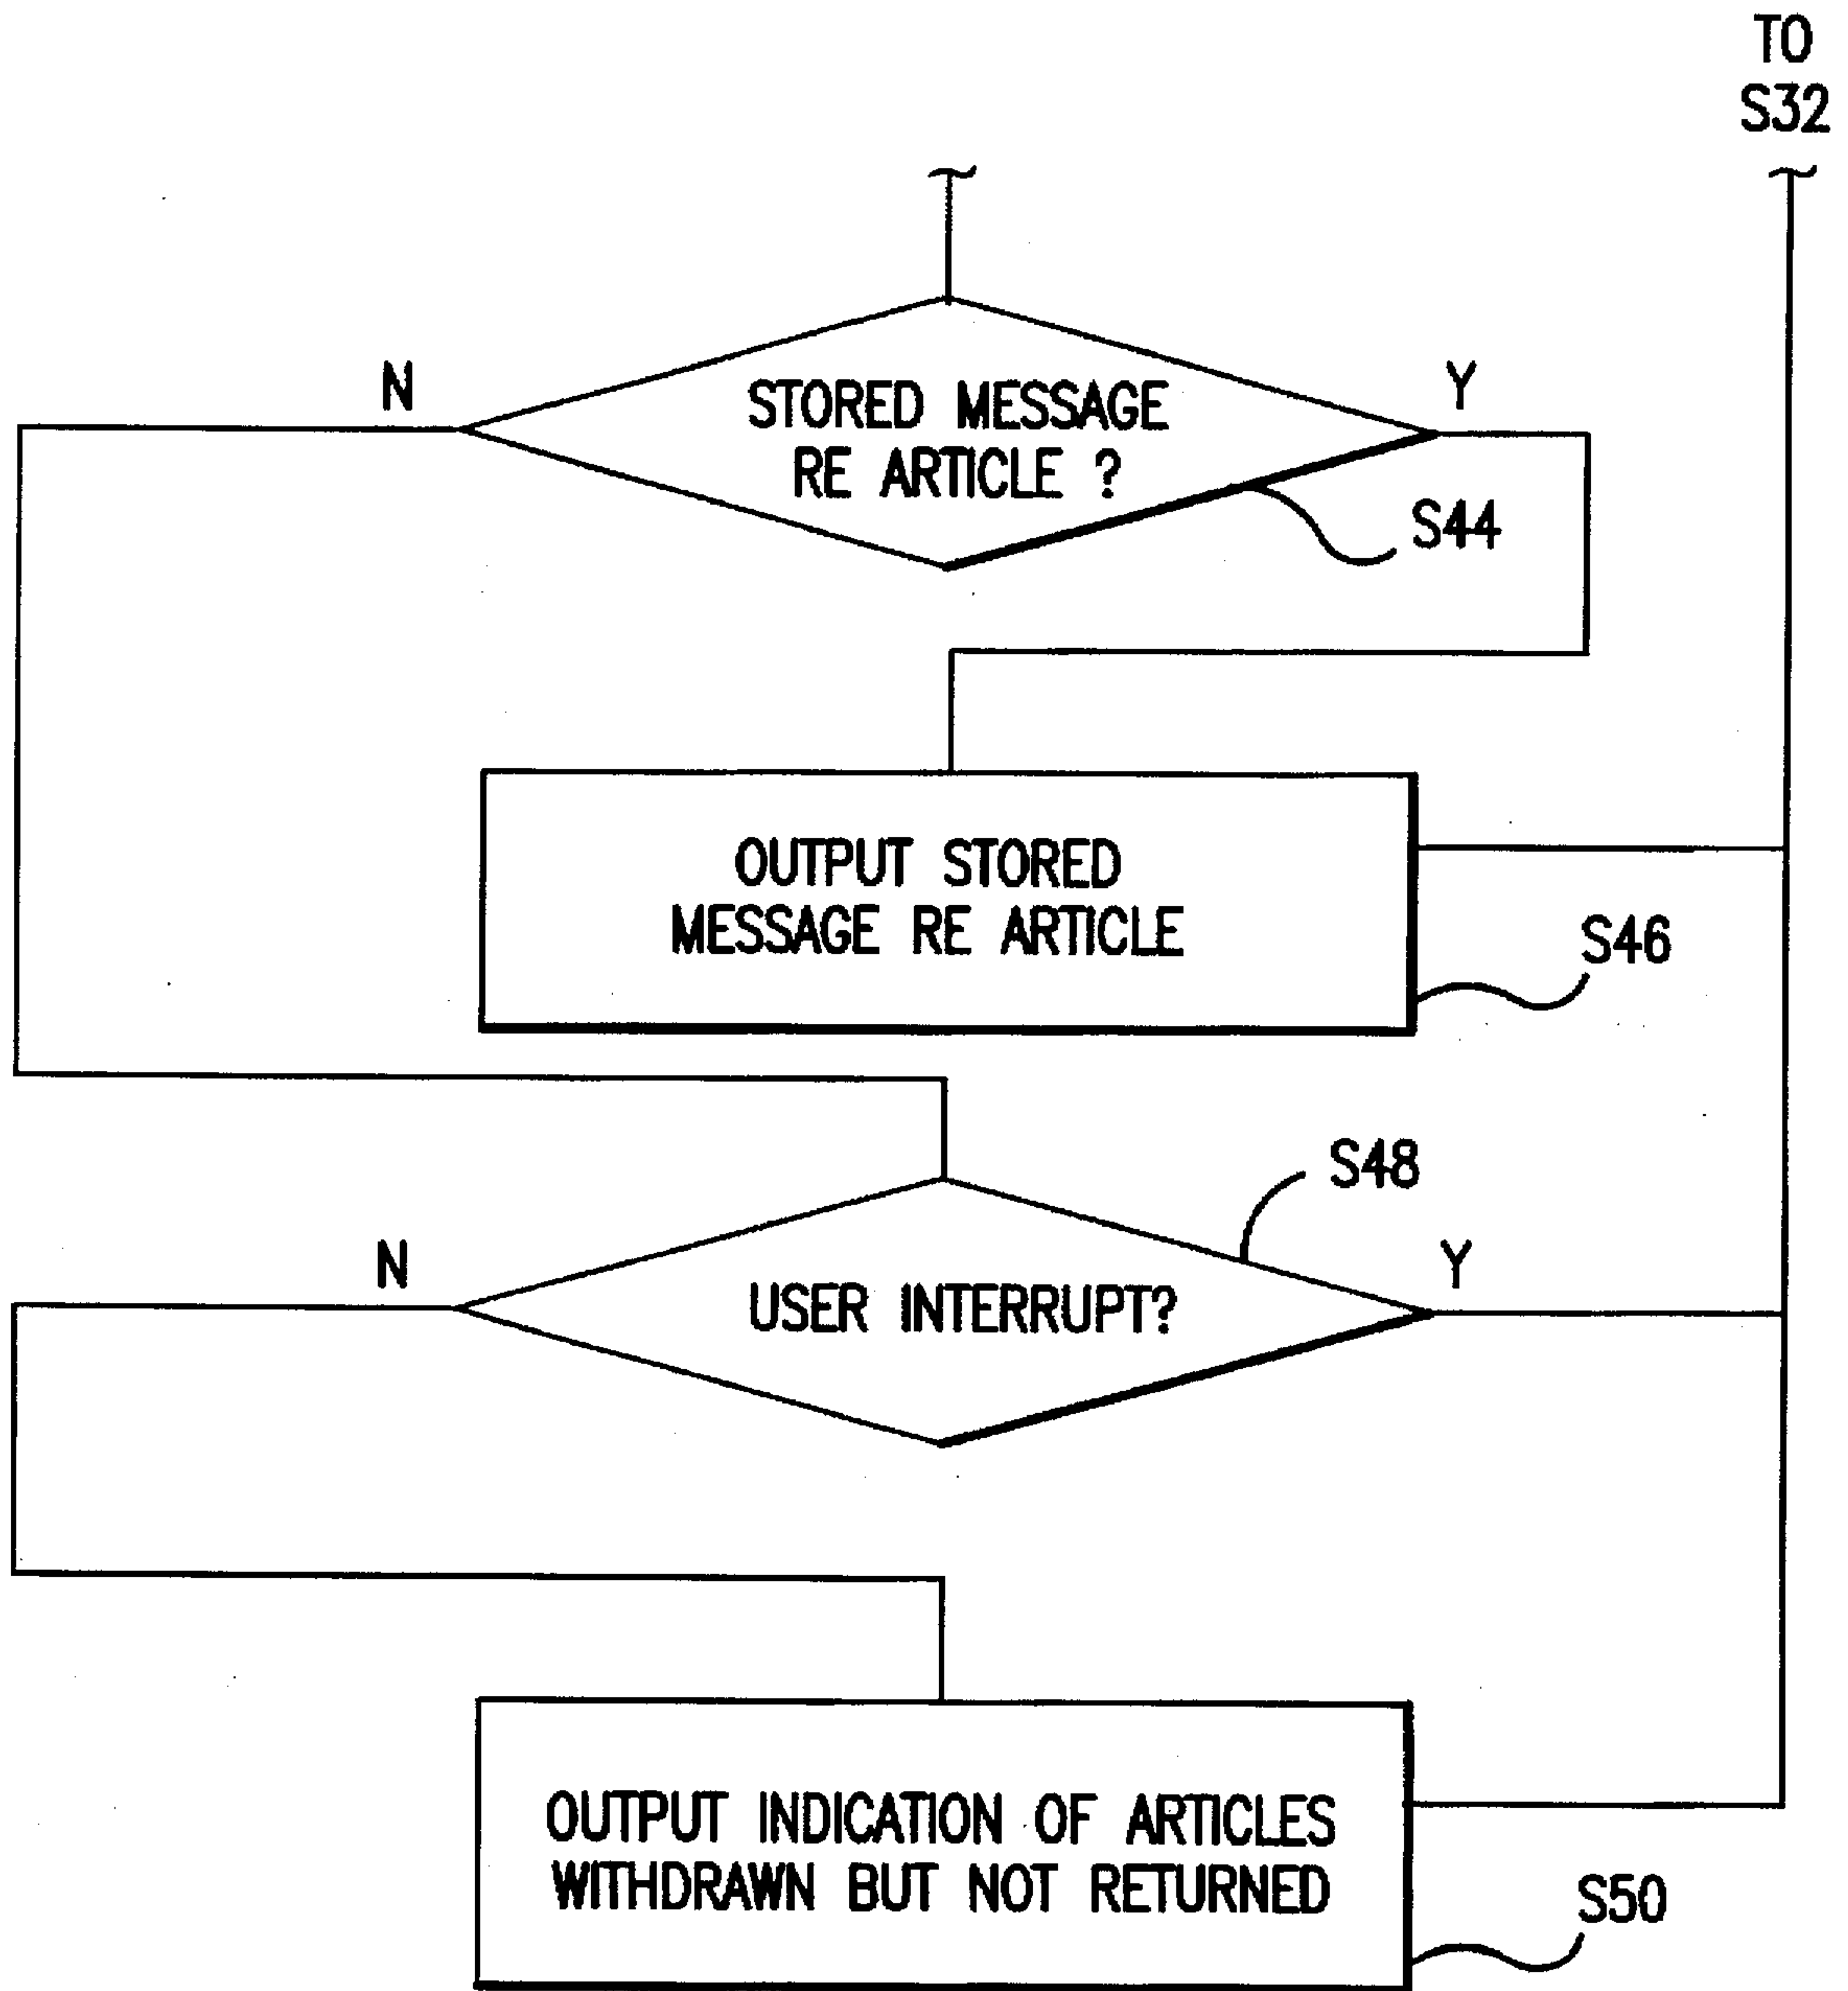 TO
S32
N
Y
STORED MESSAGE
RE ARTICLE ?
S44
OUTPUT STORED
MESSAGE RE ARTICLE
S46
S48
N
Y
USER INTERRUPT?
OUTPUT INDICATION OF ARTICLES
WITHDRAWN BUT NOT RETURNED
S50